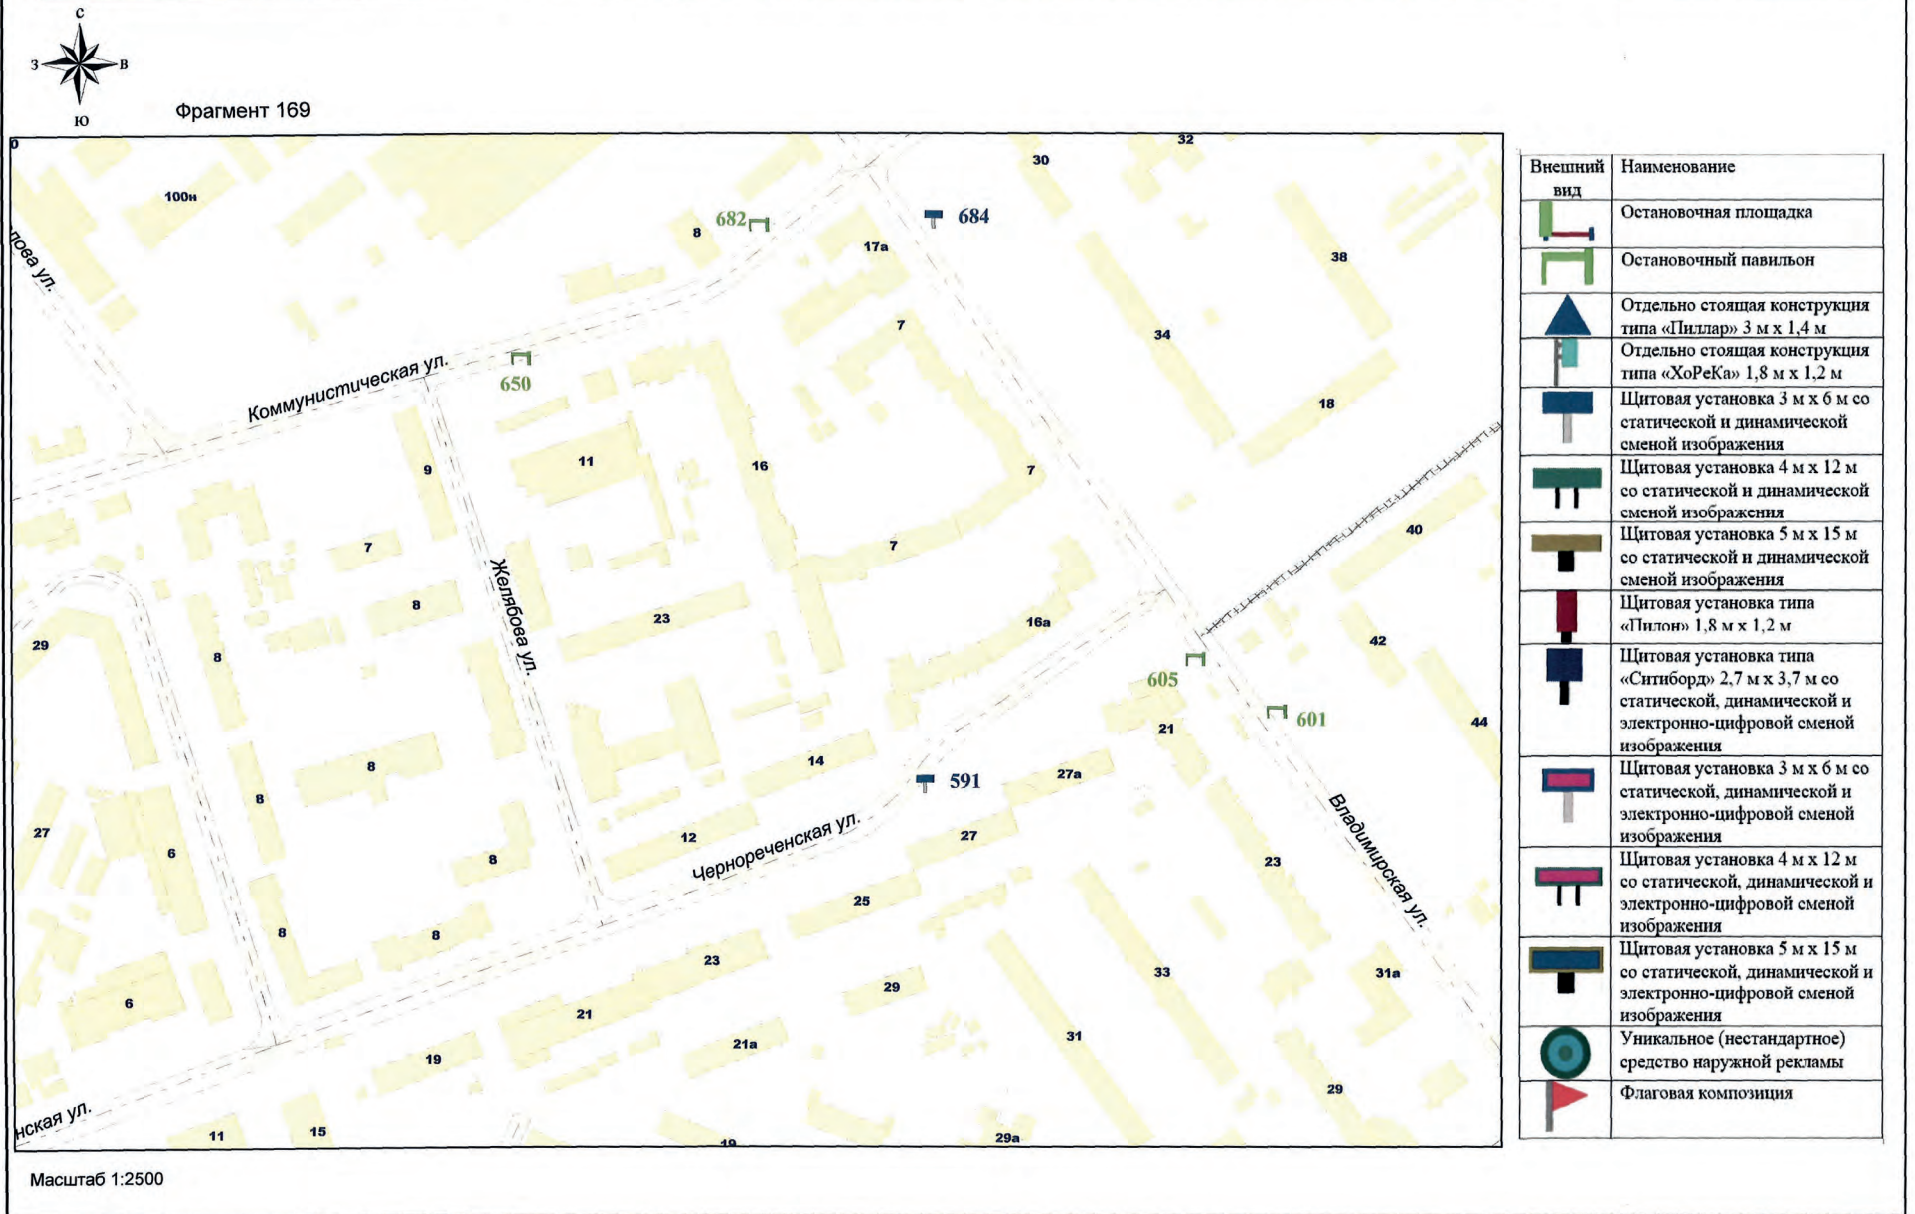 С
З В
Ю
Фрагмент 169
100н
30
32
682
8
684
17а
38
7
34
650
Коммунистическая ул.
18
9
11
16
7
40
7
7
Желябова ул.
8
23
16а
42
29
8
605
601
44
21
14
8
591
27а
8
Владимирская ул.
27
12
Чернореченская ул.
27
6
8
23
25
8
8
23
33
31а
29
6
21
31
21а
19
29
нская ул.
11
15
19
29а
Масштаб 1:2500
Внешний вид
Наименование
Остановочная площадка
Остановочный павильон
Отдельно стоящая конструкция
типа «Пиллар» 3 м х 1,4 м
Отдельно стоящая конструкция
типа «ХоРеКа» 1,8 м х 1,2 м
Щитовая установка 3 м х 6 м со
статической и динамической
сменой изображения
Щитовая установка 4 м х 12 м
со статической и динамической
сменой изображения
Щитовая установка 5 м х 15 м
со статической и динамической
сменой изображения
Щитовая установка типа
«Пилон» 1,8 м х 1,2 м
Щитовая установка типа
«Ситиборд» 2,7 м х 3,7 м со
статической, динамической и
электронно-цифровой сменой
изображения
Щитовая установка 3 м х 6 м со
статической, динамической и
электронно-цифровой сменой
изображения
Щитовая установка 4 м х 12 м
со статической, динамической и
электронно-цифровой сменой
изображения
Щитовая установка 5 м х 15 м
со статической, динамической и
электронно-цифровой сменой
изображения
Уникальное (нестандартное)
средство наружной рекламы
Флаговая композиция